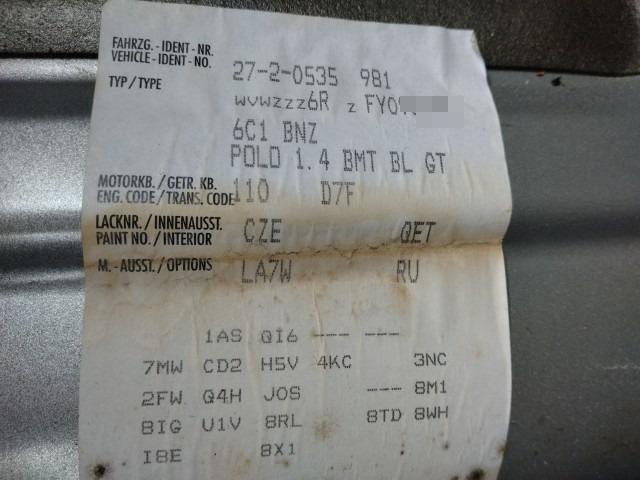 FAHRZG.-IDENT-NR.
VEHICLE-IDENT-NO. 27-2-0535 981
TYP/TYPE WVWZZZ6R Z FY0
6C1 BNZ
POLO 1.4 BMT BL GT
MOTORKB./GETR. KB.
ENG. CODE/TRANS. CODE 110 D7F
LACKNR./INNENAUSST.
PAINT NO./INTERIOR CZE QET
M.-AUSST./OPTIONS LA7W RU
1AS QI6 --- ---
7MW CD2 H5V 4KC 3NC
2FW Q4H JOS --- 8M1
8IG U1V 8RL 8TD 8WH
I8E 8X1